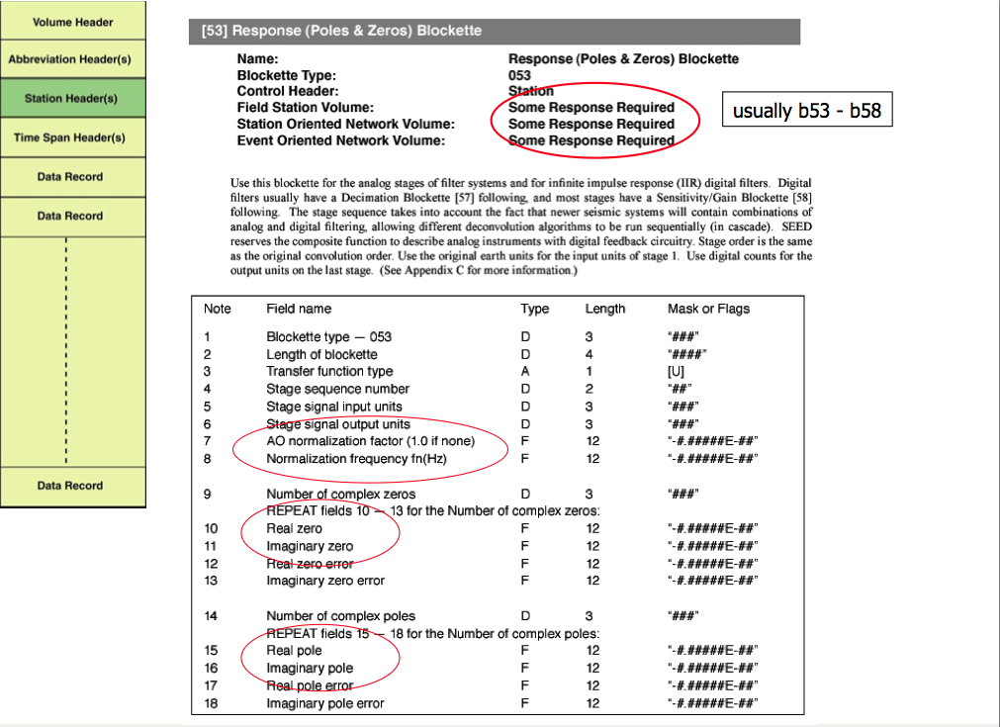 Volume Header
Abbreviation Header(s)
Station Header(s)
Time Span Header(s)
Data Record
Data Record
Data Record
[53] Response (Poles & Zeros) Blockette
Name: Response (Poles & Zeros) Blockette
Blockette Type: 053
Control Header: Station
Field Station Volume: Some Response Required
Station Oriented Network Volume: Some Response Required
Event Oriented Network Volume: Some Response Required
usually b53 - b58
Use this blockette for the analog stages of filter systems and for infinite impulse response (IIR) digital filters. Digital
filters usually have a Decimation Blockette [57] following, and most stages have a Sensitivity/Gain Blockette [58]
following. The stage sequence takes into account the fact that newer seismic systems will contain combinations of
analog and digital filtering, allowing different deconvolution algorithms to be run sequentially (in cascade). SEED
reserves the composite function to describe analog instruments with digital feedback circuitry. Stage order is the same
as the original convolution order. Use the original earth units for the input units of stage 1. Use digital counts for the
output units on the last stage. (See Appendix C for more information.)
Note Field name Type Length Mask or Flags
1 Blockette type — 053 D 3 "###"
2 Length of blockette D 4 "####"
3 Transfer function type A 1 [U]
4 Stage sequence number D 2 "##"
5 Stage signal input units D 3 "###"
6 Stage signal output units D 3 "###"
7 AO normalization factor (1.0 if none) F 12 "-#.#####E-##"
8 Normalization frequency fn(Hz) F 12 "-#.#####E-##"
9 Number of complex zeros D 3 "###"
REPEAT fields 10 — 13 for the Number of complex zeros:
10 Real zero F 12 "-#.#####E-##"
11 Imaginary zero F 12 "-#.#####E-##"
12 Real zero error F 12 "-#.#####E-##"
13 Imaginary zero error F 12 "-#.#####E-##"
14 Number of complex poles D 3 "###"
REPEAT fields 15 — 18 for the Number of complex poles:
15 Real pole F 12 "-#.#####E-##"
16 Imaginary pole F 12 "-#.#####E-##"
17 Real pole error F 12 "-#.#####E-##"
18 Imaginary pole error F 12 "-#.#####E-##"